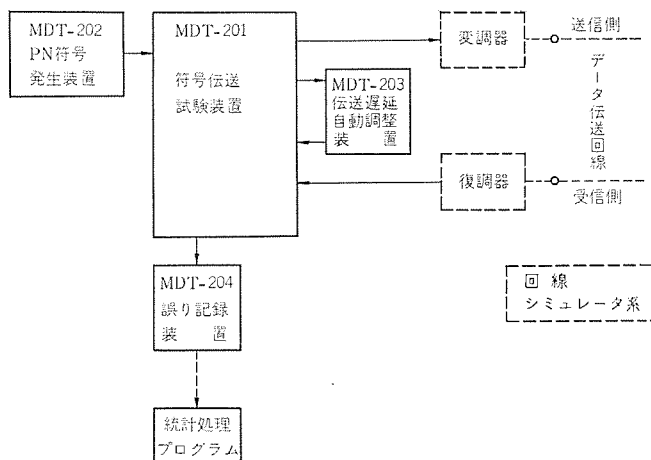 MDT-202
PN符号
発生装置
MDT-201
符号伝送
試験装置
MDT-203
伝送遅延
自動調整
装　置
変調器
送信側
データ伝送回線
復調器
受信側
MDT-204
誤り記録
装　置
回　線
シミュレータ系
統計処理
プログラム